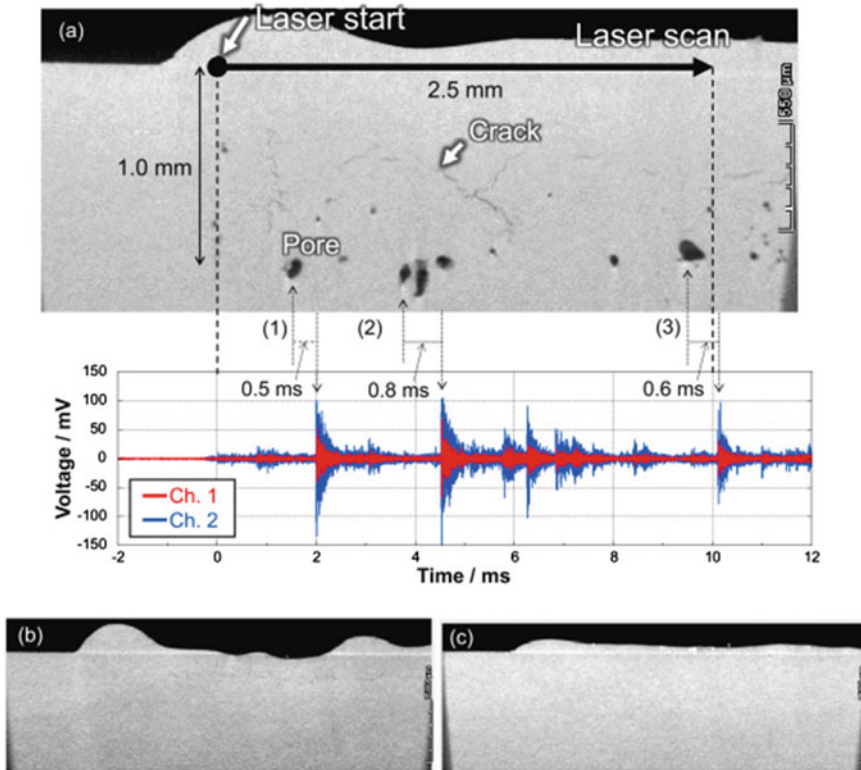 (a)
Laser start
Laser scan
2.5 mm
550 µm
Crack
1.0 mm
Pore
(1)
(2)
(3)
0.5 ms
0.8 ms
0.6 ms
150
100
50
0
-50
-100
-150
Voltage / mV
Ch. 1
Ch. 2
-2 0 2 4 6 8 10 12
Time / ms
(b)
(c)